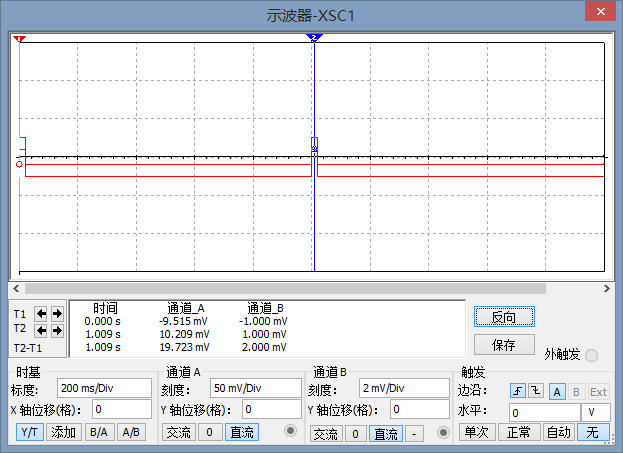 示波器-XSC1
1
2
时间 通道_A 通道_B
T1 0.000 s -9.515 mV -1.000 mV
T2 1.009 s 10.209 mV 1.000 mV
T2-T1 1.009 s 19.723 mV 2.000 mV
反向
保存
外触发
时基 通道 A 通道 B 触发
标度: 200 ms/Div 刻度: 50 mV/Div 刻度: 2 mV/Div 边沿: A B Ext
X 轴位移(格): 0 Y 轴位移(格): 0 Y 轴位移(格): 0 水平: 0 V
Y/T 添加 B/A A/B 交流 0 直流 交流 0 直流 - 单次 正常 自动 无